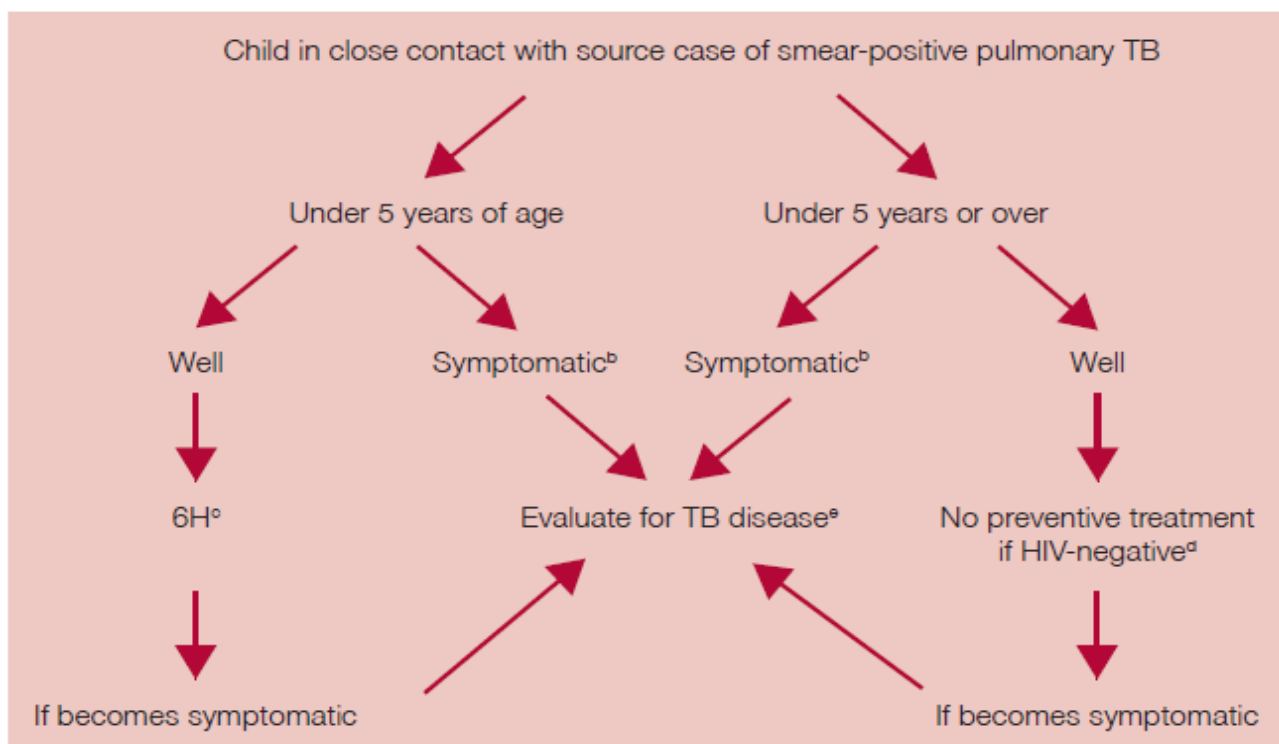 Child in close contact with source case of smear-positive pulmonary TB
Under 5 years of age
Under 5 years or over
Well
Symptomaticᵇ
Symptomaticᵇ
Well
6Hᶜ
Evaluate for TB diseaseᵉ
No preventive treatment
if HIV-negativeᵈ
If becomes symptomatic
If becomes symptomatic